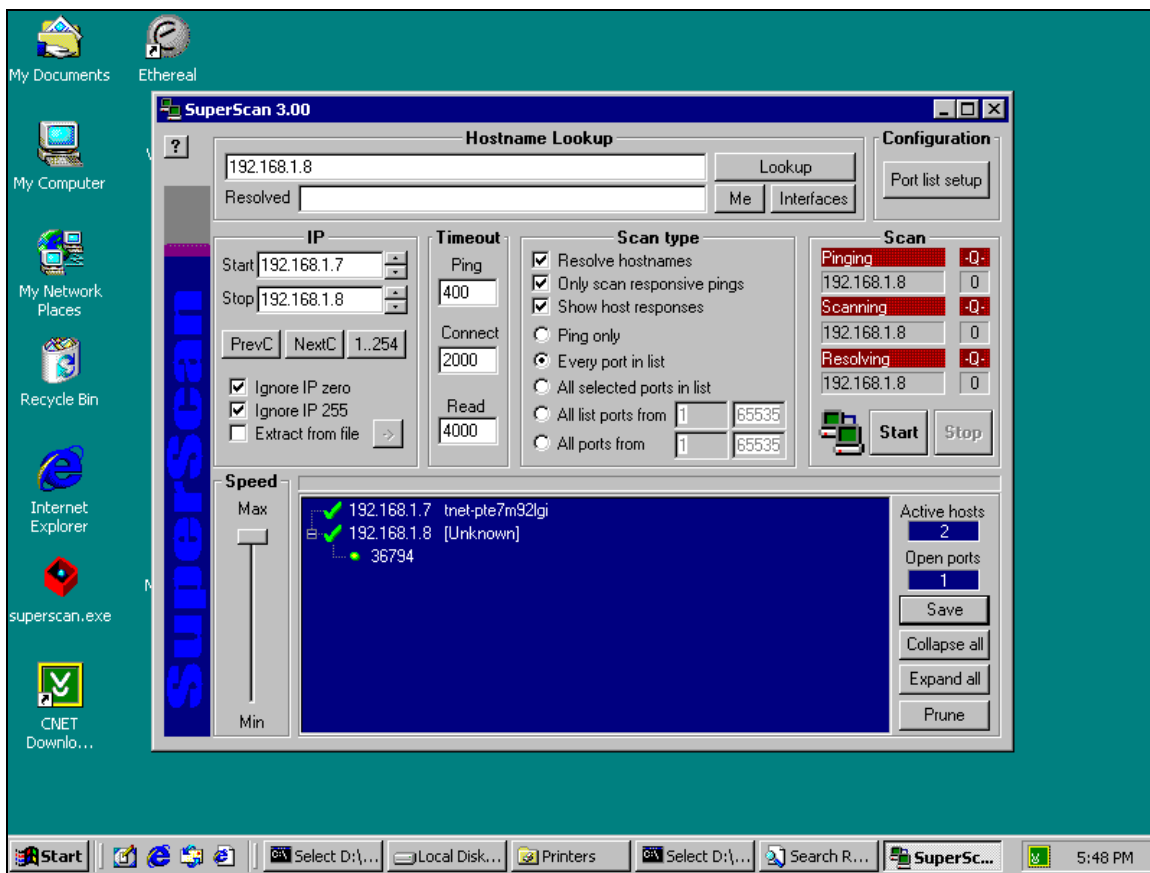 My Documents
Ethereal
My Computer
My Network
Places
Recycle Bin
Internet
Explorer
superscan.exe
CNET
Downlo...
SuperScan 3.00
?
SuperScan
Hostname Lookup
192.168.1.8
Lookup
Resolved
Me
Interfaces
Configuration
Port list setup
IP
Start 192.168.1.7
Stop 192.168.1.8
PrevC
NextC
1..254
Ignore IP zero
Ignore IP 255
Extract from file
->
Timeout
Ping
400
Connect
2000
Read
4000
Scan type
Resolve hostnames
Only scan responsive pings
Show host responses
Ping only
Every port in list
All selected ports in list
All list ports from 1 65535
All ports from 1 65535
Scan
Pinging -Q-
192.168.1.8 0
Scanning -Q-
192.168.1.8
Resolving -Q-
192.168.1.8 0
Start
Stop
Speed
Max
Min
192.168.1.7 tnet-pte7m92lgi
192.168.1.8 [Unknown]
36794
Active hosts
2
Open ports
1
Save
Collapse all
Expand all
Prune
Start
Select D:\...
Local Disk...
Printers
Select D:\...
Search R...
SuperSc...
5:48 PM